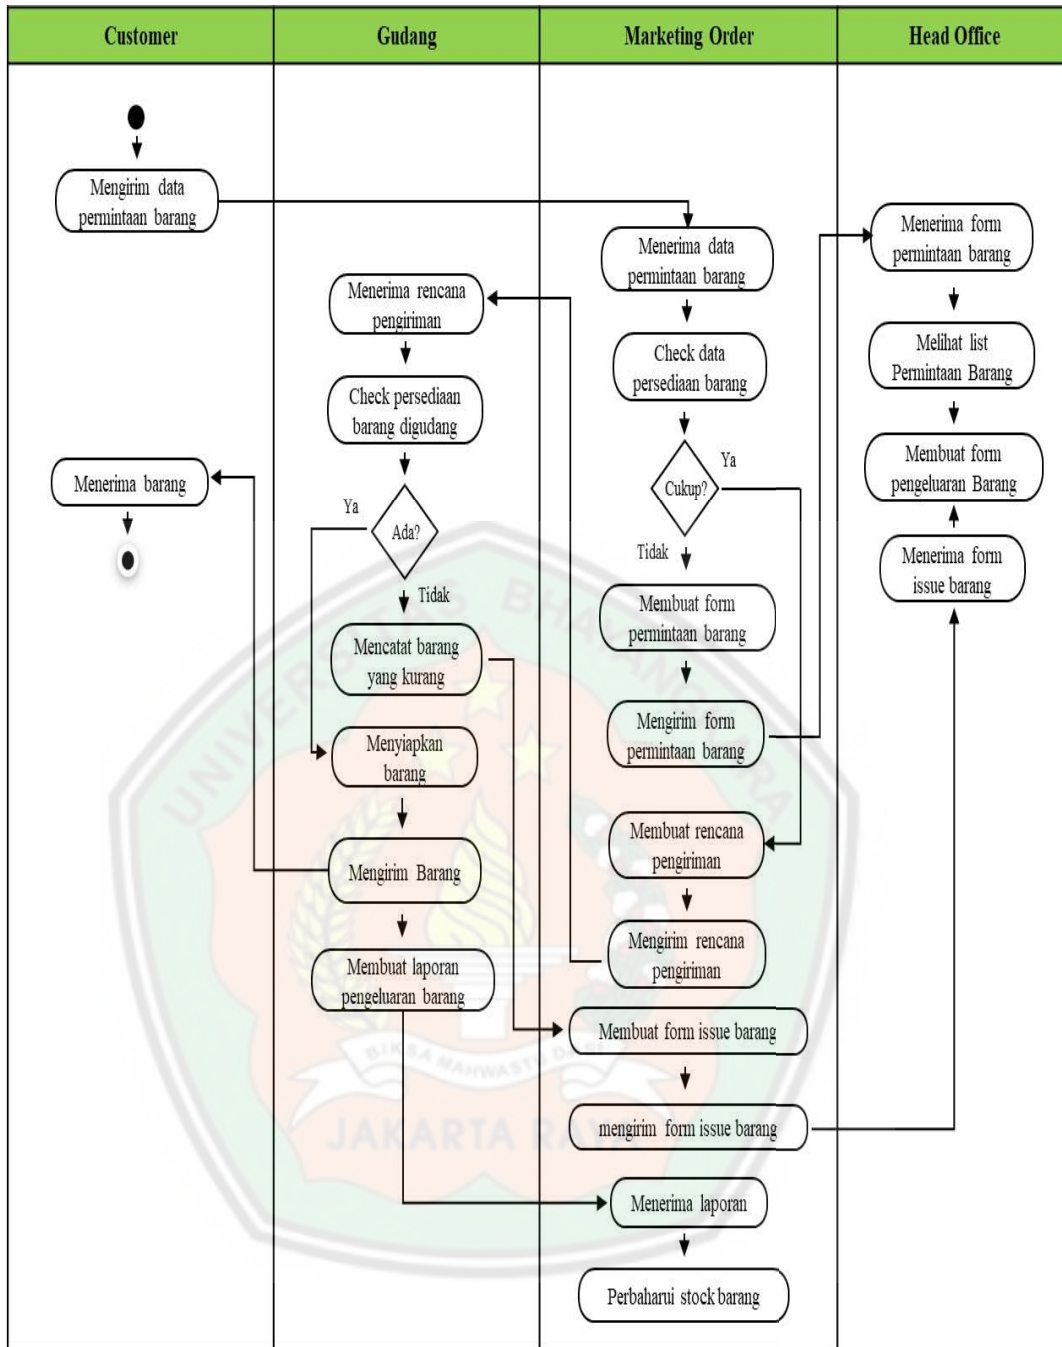 Customer
Gudang
Marketing Order
Head Office
Mengirim data
permintaan barang
Menerima barang
Menerima rencana
pengiriman
Check persediaan
barang digudang
Ya
Ada?
Tidak
Mencatat barang
yang kurang
Menyiapkan
barang
Mengirim Barang
Membuat laporan
pengeluaran barang
Menerima data
permintaan barang
Check data
persediaan barang
Ya
Cukup?
Tidak
Membuat form
permintaan barang
Mengirim form
permintaan barang
Membuat rencana
pengiriman
Mengirim rencana
pengiriman
Membuat form issue barang
mengirim form issue barang
Menerima laporan
Perbaharui stock barang
Menerima form
permintaan barang
Melihat list
Permintaan Barang
Membuat form
pengeluaran Barang
Menerima form
issue barang
BIKSA MAHWASTU
JAKARTA